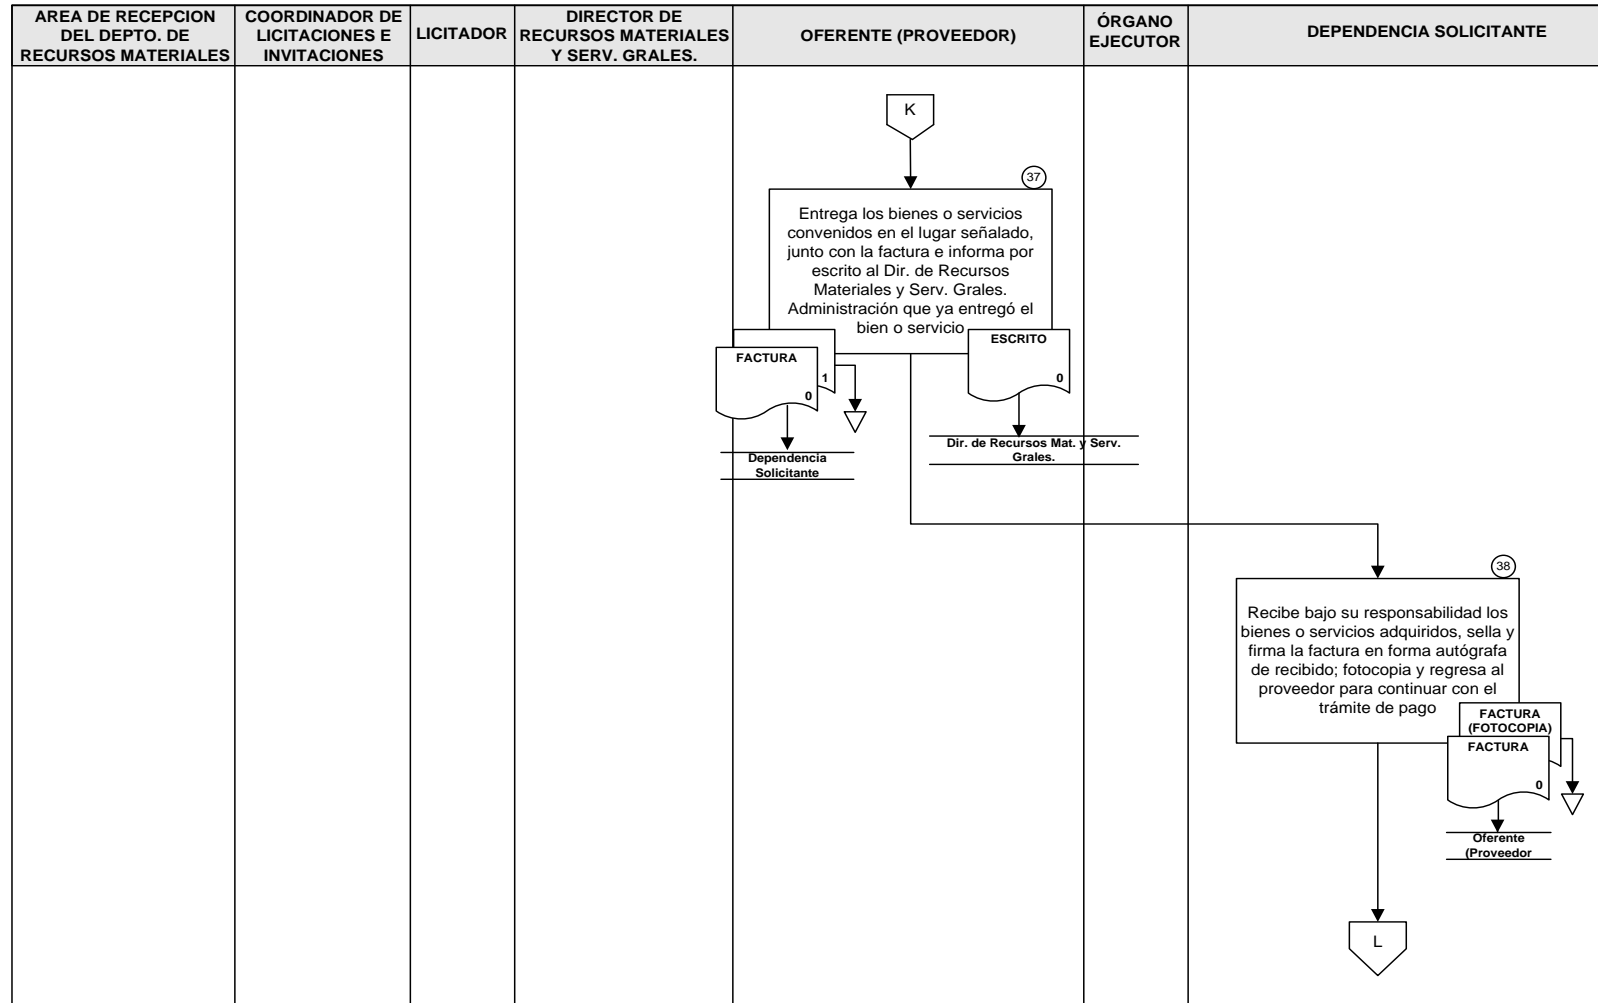 AREA DE RECEPCION
DEL DEPTO. DE
RECURSOS MATERIALES
COORDINADOR DE
LICITACIONES E
INVITACIONES
LICITADOR
DIRECTOR DE
RECURSOS MATERIALES
Y SERV. GRALES.
OFERENTE (PROVEEDOR)
ÓRGANO
EJECUTOR
DEPENDENCIA SOLICITANTE
K
37
Entrega los bienes o servicios
convenidos en el lugar señalado,
junto con la factura e informa por
escrito al Dir. de Recursos
Materiales y Serv. Grales.
Administración que ya entregó el
bien o servicio
FACTURA
1
0
Dependencia
Solicitante
ESCRITO
0
Dir. de Recursos Mat. y Serv.
Grales.
38
Recibe bajo su responsabilidad los
bienes o servicios adquiridos, sella y
firma la factura en forma autógrafa
de recibido; fotocopia y regresa al
proveedor para continuar con el
trámite de pago
FACTURA
(FOTOCOPIA)
FACTURA
0
Oferente
(Proveedor
L